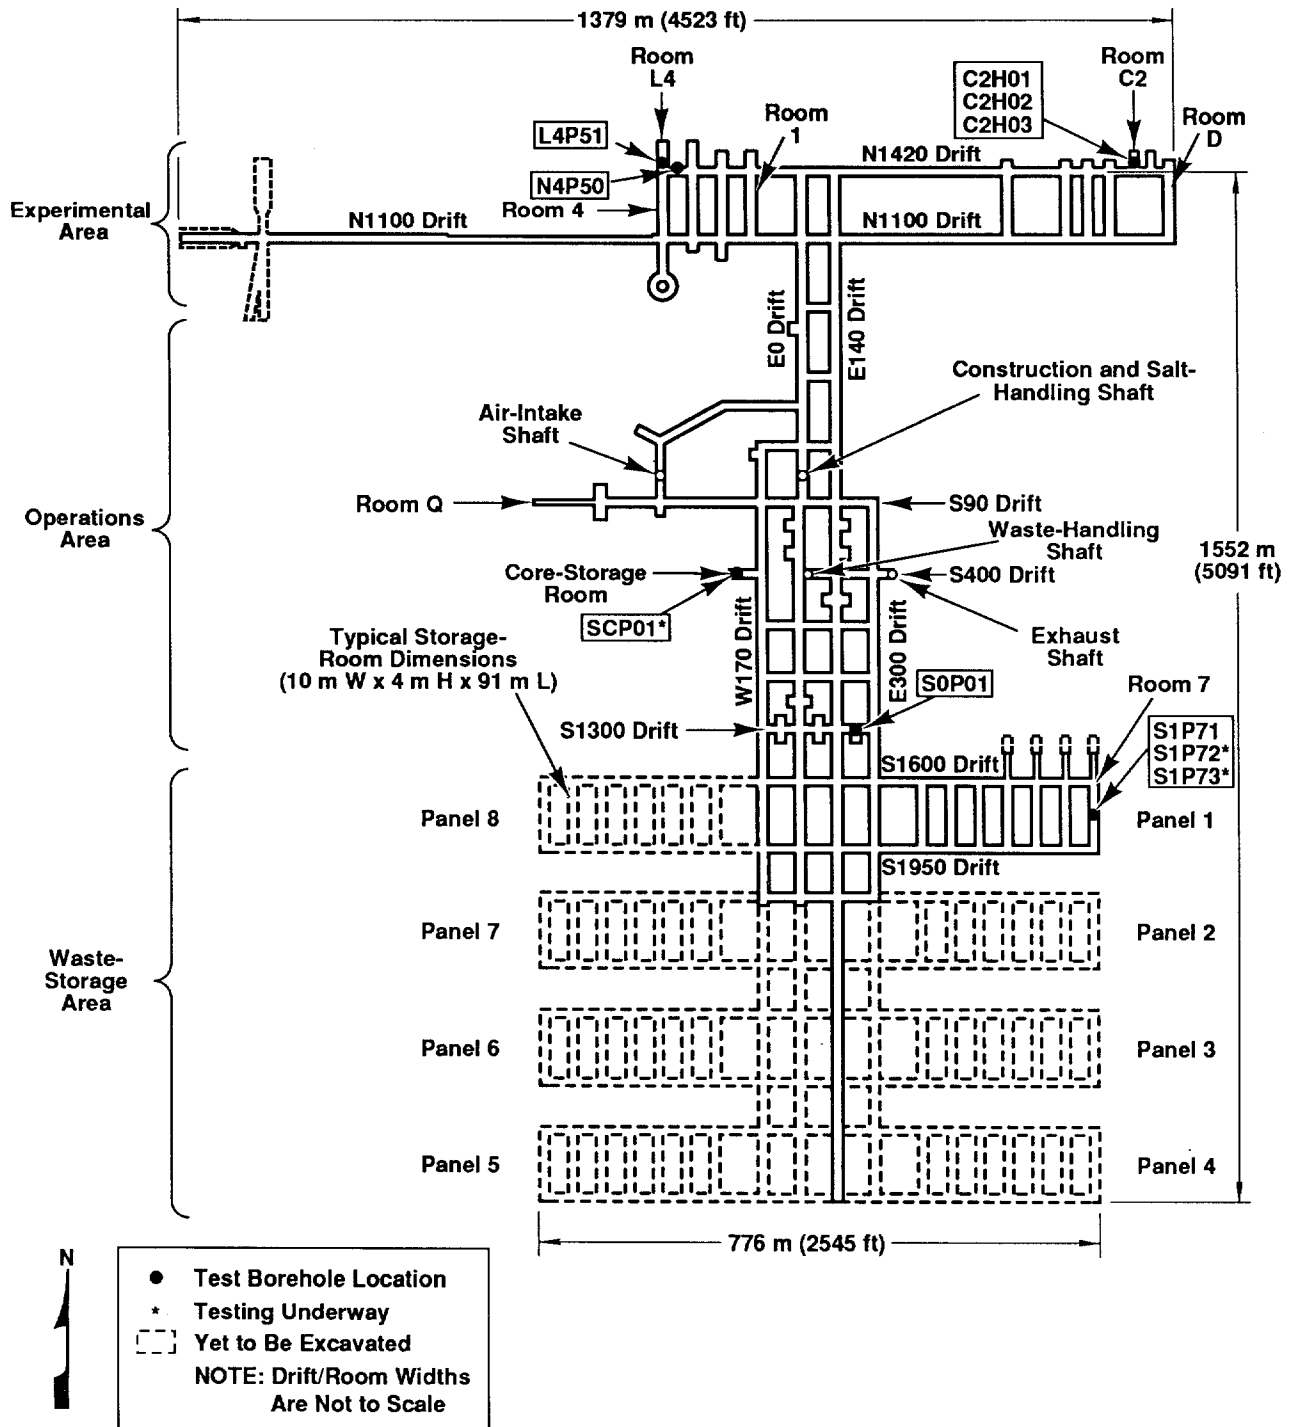 1379 m (4523 ft)
Room
L4
C2H01
C2H02
C2H03
Room
C2
Room
1
Room
D
L4P51
N4P50
N1420 Drift
Experimental
Area
N1100 Drift
Room 4
N1100 Drift
E0 Drift
E140 Drift
Construction and Salt-
Handling Shaft
Air-Intake
Shaft
Room Q
S90 Drift
Operations
Area
Waste-Handling
Shaft
1552 m
(5091 ft)
Core-Storage
Room
S400 Drift
SCP01*
W170 Drift
E300 Drift
Exhaust
Shaft
Typical Storage-
Room Dimensions
(10 m W x 4 m H x 91 m L)
S0P01
Room 7
S1300 Drift
S1P71
S1P72*
S1P73*
S1600 Drift
Panel 8
Panel 1
S1950 Drift
Panel 7
Panel 2
Waste-
Storage
Area
Panel 6
Panel 3
Panel 5
Panel 4
776 m (2545 ft)
N
Test Borehole Location
* Testing Underway
Yet to Be Excavated
NOTE: Drift/Room Widths
Are Not to Scale